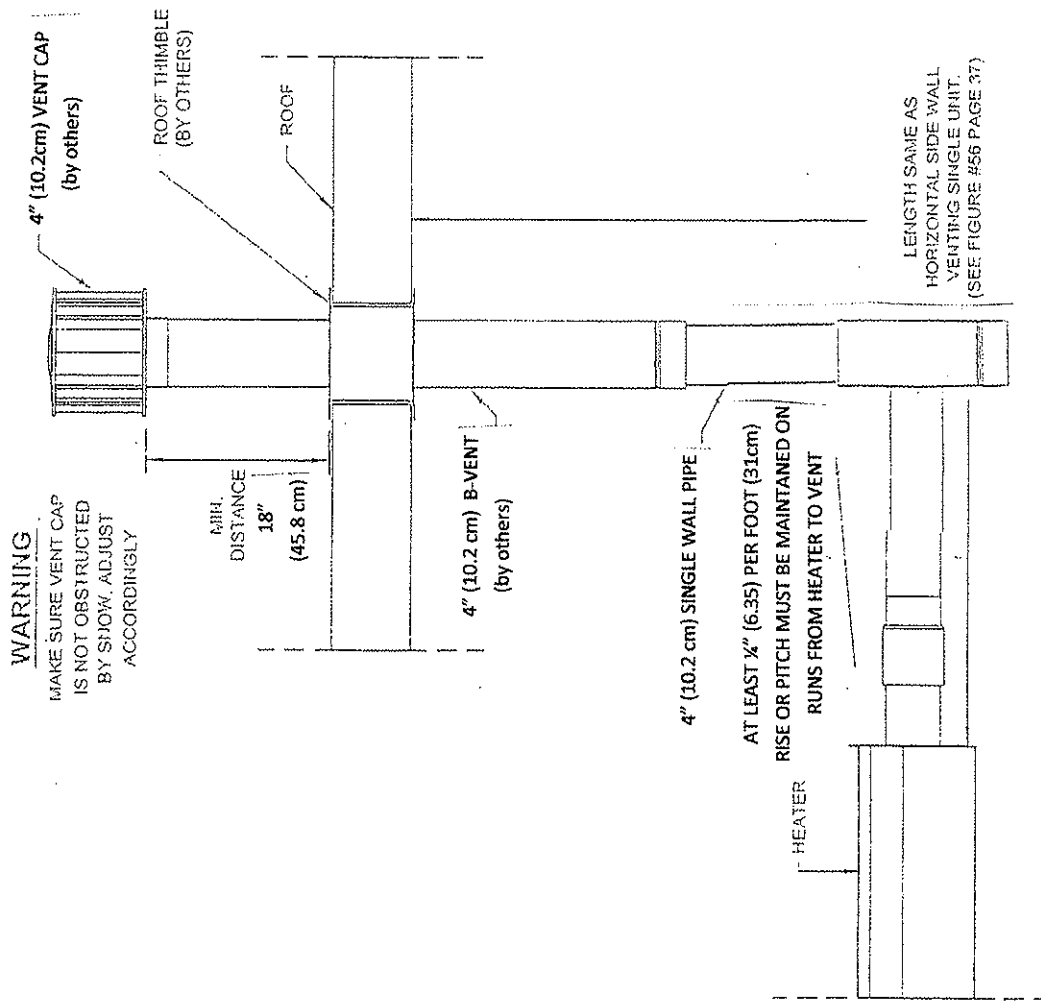 WARNING
MAKE SURE VENT CAP
IS NOT OBSTRUCTED
BY SNOW. ADJUST
ACCORDINGLY
4" (10.2cm) VENT CAP
(by others)
ROOF THIMBLE
(BY OTHERS)
ROOF
MIN.
DISTANCE
18"
(45.8 cm)
4" (10.2 cm) B-VENT
(by others)
4" (10.2 cm) SINGLE WALL PIPE
AT LEAST ¼" (6.35) PER FOOT (31cm)
RISE OR PITCH MUST BE MAINTANED ON
RUNS FROM HEATER TO VENT
HEATER
LENGTH SAME AS
HORIZONTAL SIDE WALL
VENTING SINGLE UNIT.
(SEE FIGURE #56 PAGE 37)